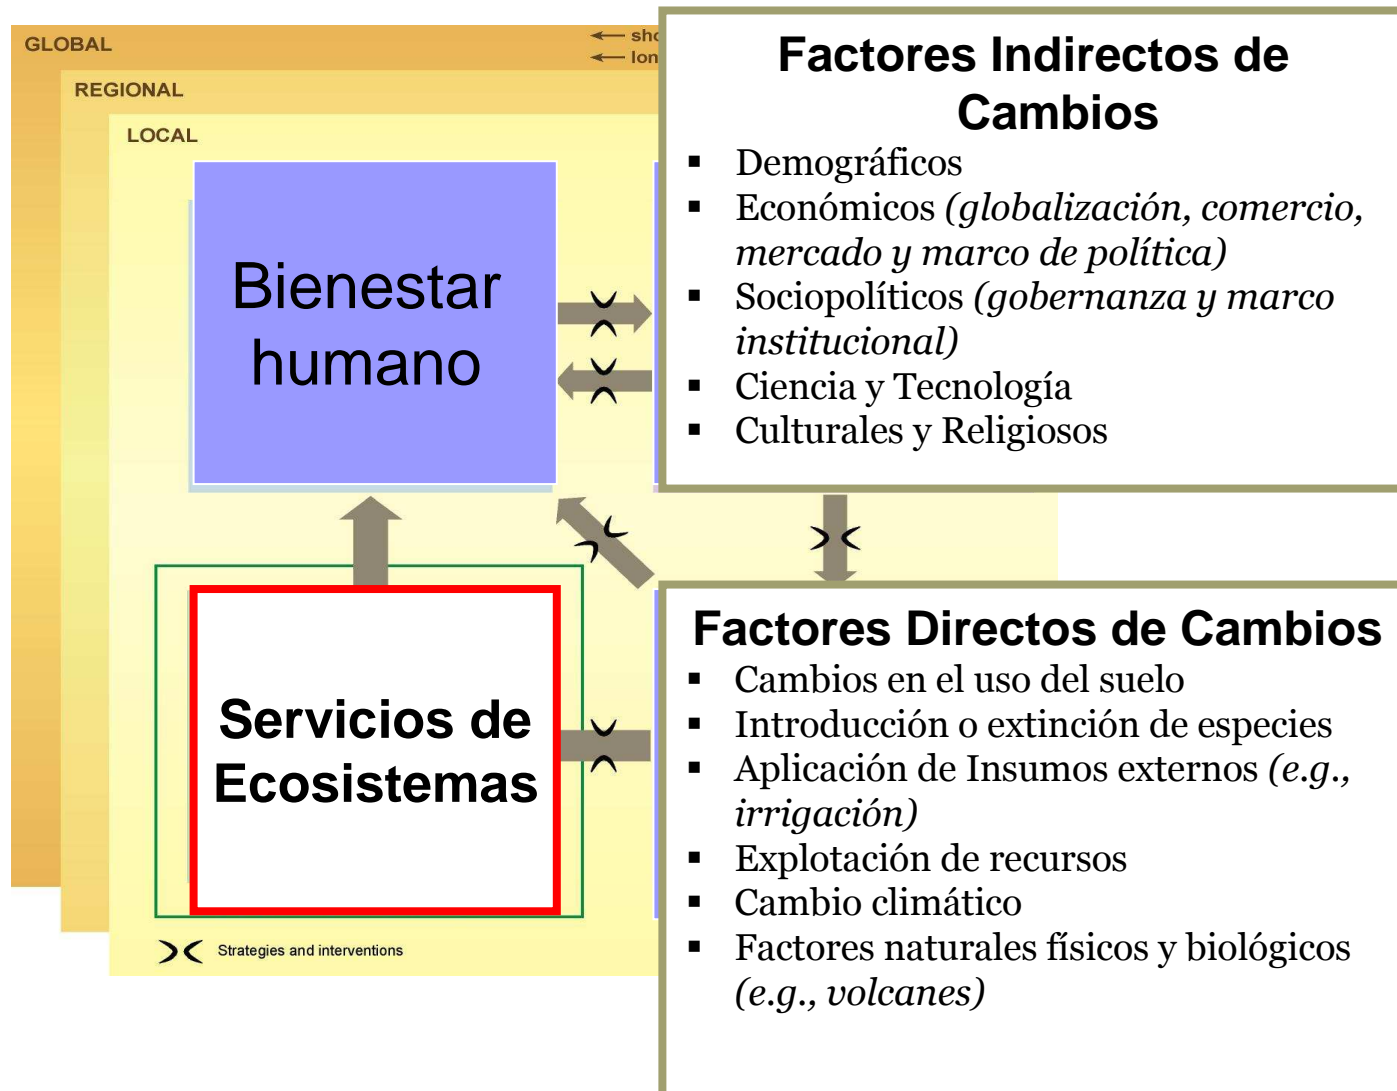 GLOBAL
REGIONAL
LOCAL
Bienestar
humano
Factores Indirectos de
Cambios
▪ Demográficos
▪ Económicos (globalización, comercio,
mercado y marco de política)
▪ Sociopolíticos (gobernanza y marco
institucional)
▪ Ciencia y Tecnología
▪ Culturales y Religiosos
Servicios de
Ecosistemas
Factores Directos de Cambios
▪ Cambios en el uso del suelo
▪ Introducción o extinción de especies
▪ Aplicación de Insumos externos (e.g.,
irrigación)
▪ Explotación de recursos
▪ Cambio climático
▪ Factores naturales físicos y biológicos
(e.g., volcanes)
Strategies and interventions